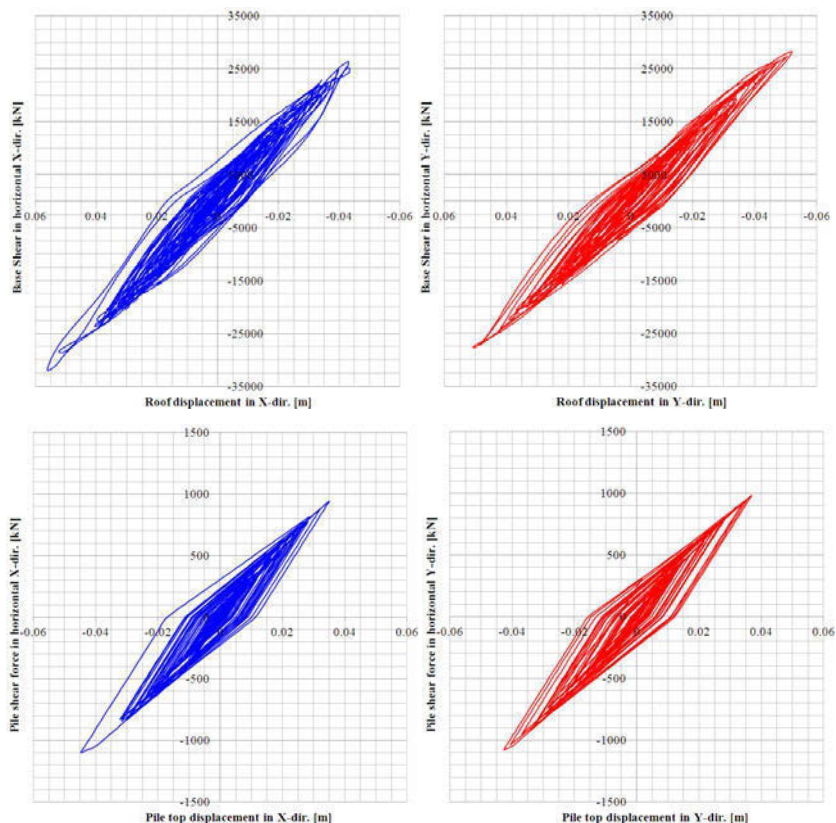 35000
25000
15000
5000
0.06 0.04 0.02 0 -0.02 -0.04 -0.06
-5000
-15000
-25000
-35000
Base Shear in horizontal X-dir. [kN]
Roof displacement in X-dir. [m]
35000
25000
15000
5000
0.06 0.04 0.02 0 -0.02 -0.04 -0.06
-5000
-15000
-25000
-35000
Base Shear in horizontal Y-dir. [kN]
Roof displacement in Y-dir. [m]
1500
1000
500
-0.06 -0.04 -0.02 0 0.02 0.04 0.06
-500
-1000
-1500
Pile shear force in horizontal X-dir. [kN]
Pile top displacement in X-dir. [m]
1500
1000
500
-0.06 -0.04 -0.02 0 0.02 0.04 0.06
-500
-1000
-1500
Pile shear force in horizontal Y-dir. [kN]
Pile top displacement in Y-dir. [m]